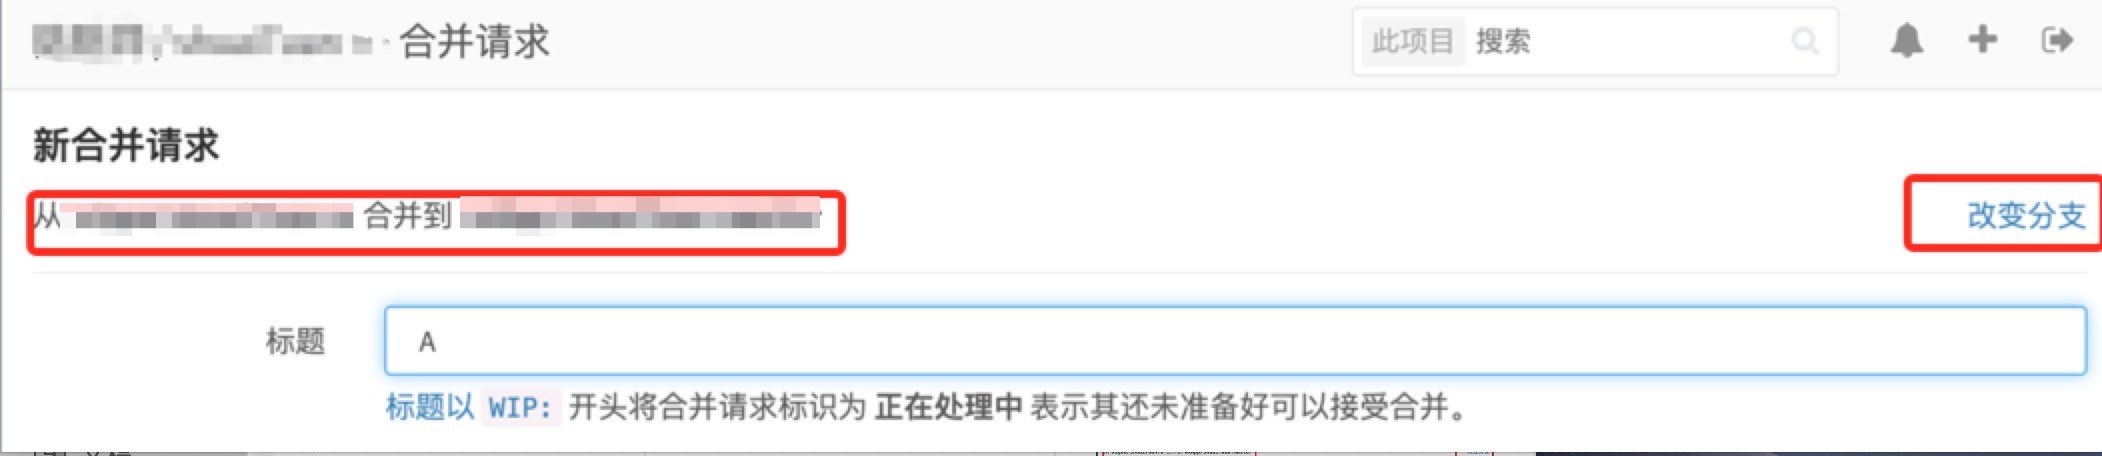 合并请求
此项目 搜索
新合并请求
从 合并到
改变分支
标题 A
标题以 WIP: 开头将合并请求标识为 正在处理中 表示其还未准备好可以接受合并。